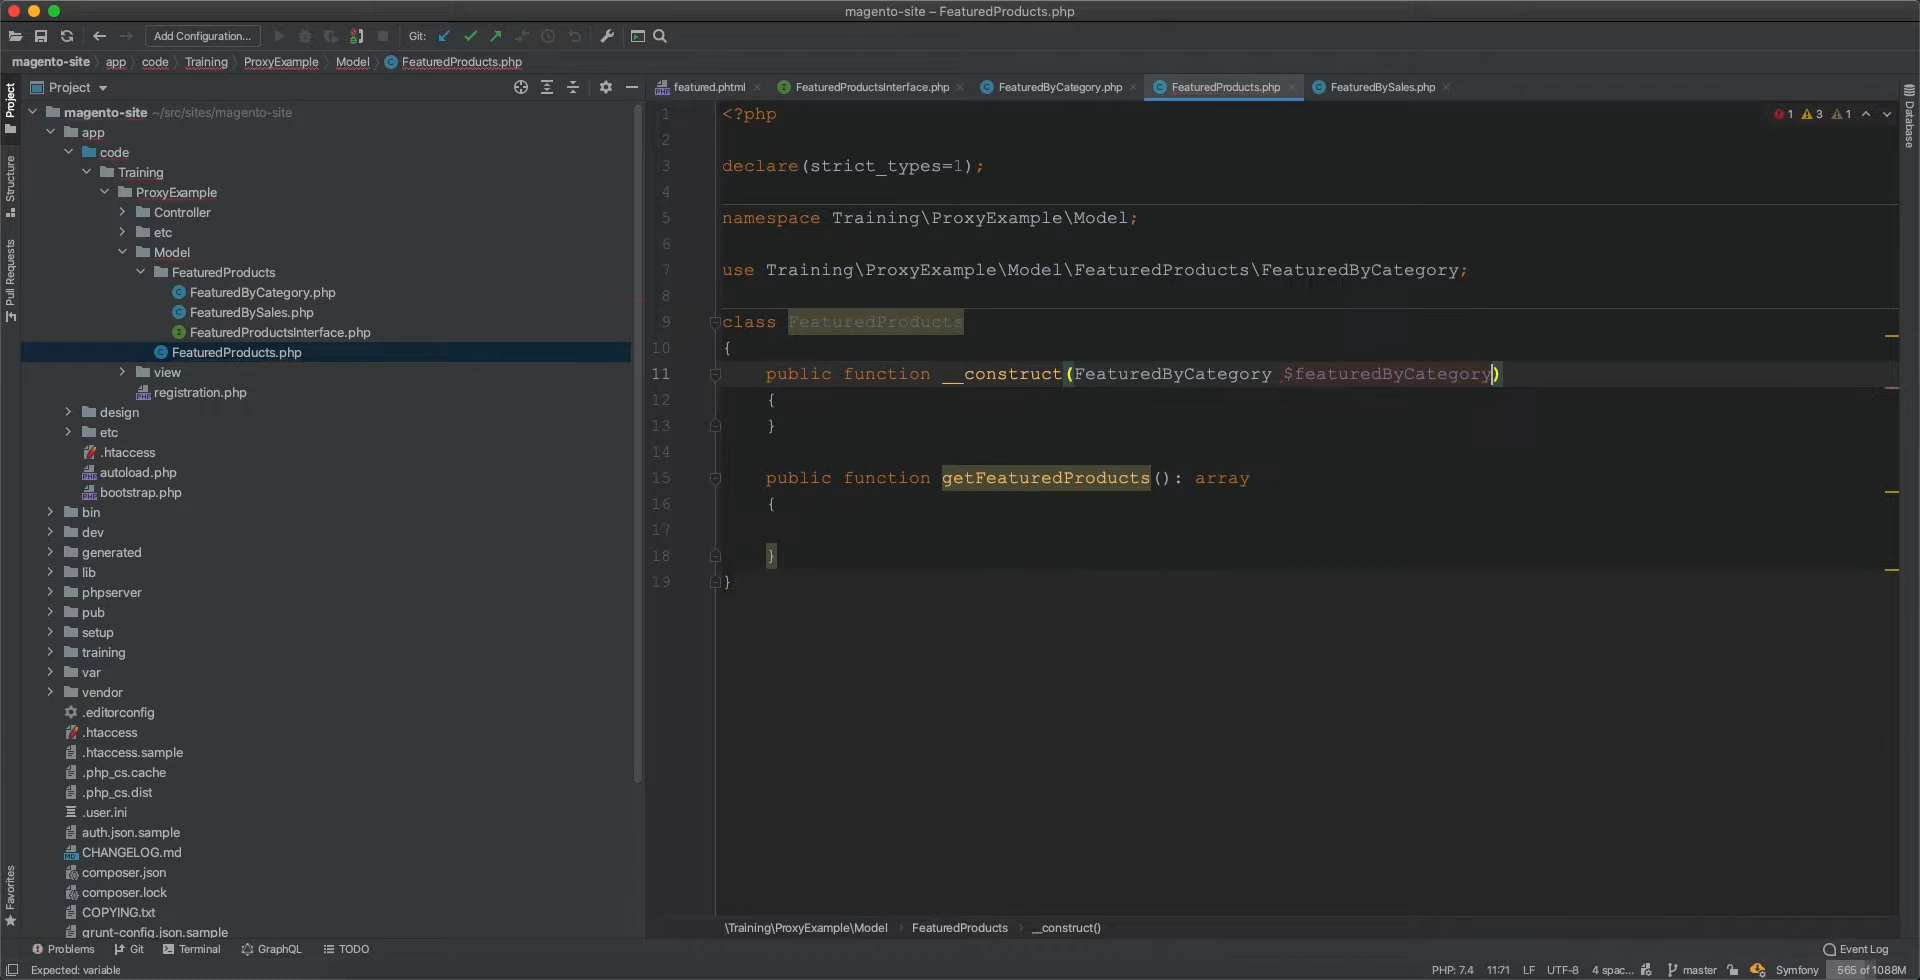 magento-site – FeaturedProducts.php
Add Configuration...
Git:
magento-site app code Training ProxyExample Model FeaturedProducts.php
Project
featured.phtml FeaturedProductsInterface.php FeaturedByCategory.php FeaturedProducts.php FeaturedBySales.php
Project
Structure
Pull Requests
Favorites
Database
magento-site ~/src/sites/magento-site
app
code
Training
ProxyExample
Controller
etc
Model
FeaturedProducts
FeaturedByCategory.php
FeaturedBySales.php
FeaturedProductsInterface.php
FeaturedProducts.php
view
registration.php
design
etc
.htaccess
autoload.php
bootstrap.php
bin
dev
generated
lib
phpserver
pub
setup
training
var
vendor
.editorconfig
.htaccess
.htaccess.sample
.php_cs.cache
.php_cs.dist
.user.ini
auth.json.sample
CHANGELOG.md
composer.json
composer.lock
COPYING.txt
grunt-config.json.sample
1 3 1
1 <?php
2
3 declare(strict_types=1);
4
5 namespace Training\ProxyExample\Model;
6
7 use Training\ProxyExample\Model\FeaturedProducts\FeaturedByCategory;
8
9 class FeaturedProducts
10 {
11 public function __construct(FeaturedByCategory $featuredByCategory)
12 {
13 }
14
15 public function getFeaturedProducts(): array
16 {
17
18 }
19 }
\Training\ProxyExample\Model FeaturedProducts __construct()
Problems Git Terminal GraphQL TODO Event Log
Expected: variable PHP: 7.4 11:71 LF UTF-8 4 spac... master Symfony 565 of 1088M